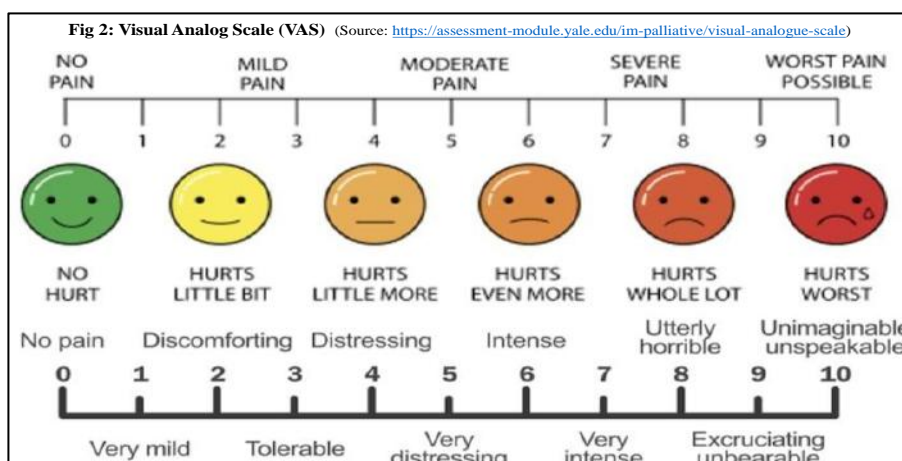 Fig 2: Visual Analog Scale (VAS) (Source: https://assessment-module.yale.edu/im-palliative/visual-analogue-scale)
NO PAIN
MILD PAIN
MODERATE PAIN
SEVERE PAIN
WORST PAIN POSSIBLE
0 1 2 3 4 5 6 7 8 9 10
NO HURT
HURTS LITTLE BIT
HURTS LITTLE MORE
HURTS EVEN MORE
HURTS WHOLE LOT
HURTS WORST
No pain
Discomforting
Distressing
Intense
Utterly horrible
Unimaginable unspeakable
0 1 2 3 4 5 6 7 8 9 10
Very mild
Tolerable
Very distressing
Very intense
Excruciating unbearable